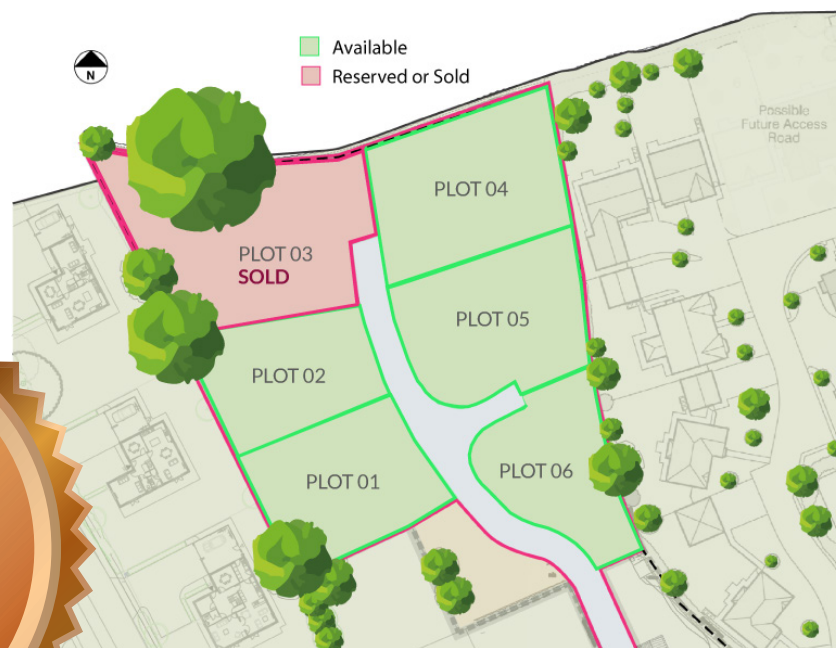 Available
Reserved or Sold
N
Possible
Future Access
Road
PLOT 04
PLOT 03
SOLD
PLOT 05
PLOT 02
PLOT 01
PLOT 06